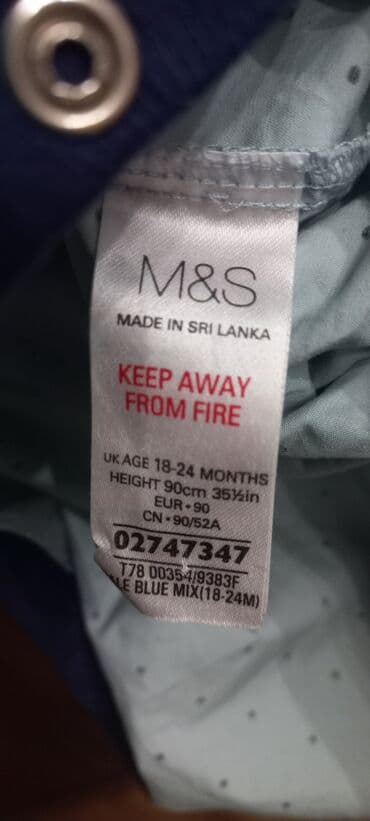 M&S
MADE IN SRI LANKA
KEEP AWAY
FROM FIRE
UK AGE 18-24 MONTHS
HEIGHT 90cm 35½in
EUR • 90
CN • 90/52A
02747347
T78 00354/9383F
BLUE MIX(18-24M)